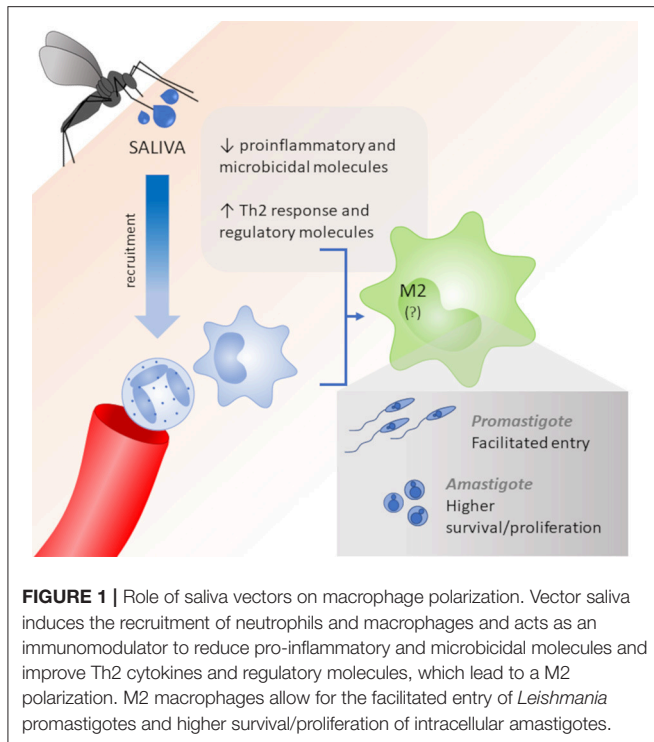 SALIVA
recruitment
↓ proinflammatory and
microbicidal molecules
↑ Th2 response and
regulatory molecules
M2
(?)
Promastigote
Facilitated entry
Amastigote
Higher
survival/proliferation
FIGURE 1 | Role of saliva vectors on macrophage polarization. Vector saliva
induces the recruitment of neutrophils and macrophages and acts as an
immunomodulator to reduce pro-inflammatory and microbicidal molecules and
improve Th2 cytokines and regulatory molecules, which lead to a M2
polarization. M2 macrophages allow for the facilitated entry of Leishmania
promastigotes and higher survival/proliferation of intracellular amastigotes.